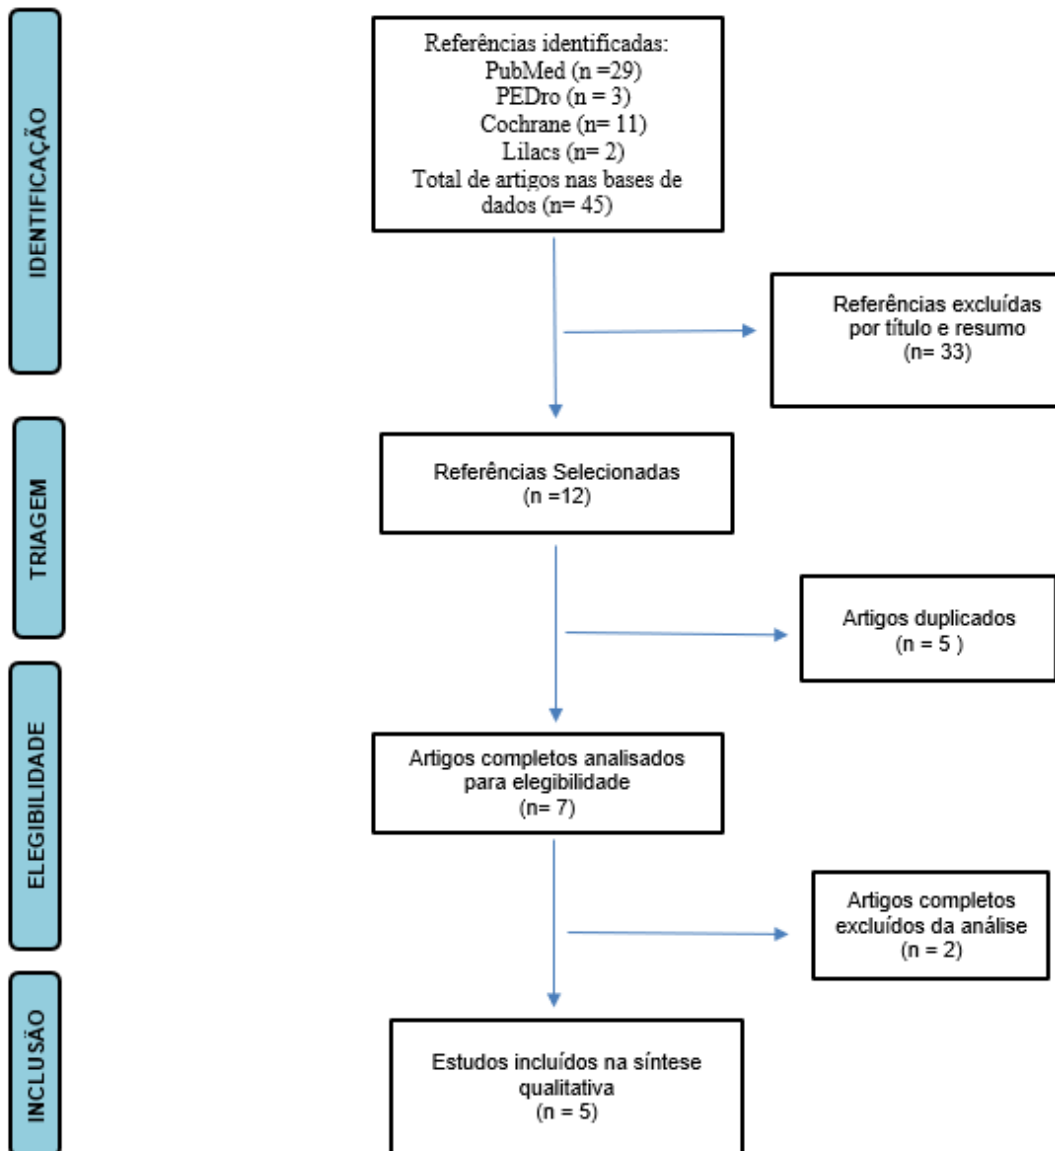 IDENTIFICAÇÃO
Referências identificadas:
PubMed (n =29)
PEDro (n = 3)
Cochrane (n= 11)
Lilacs (n= 2)
Total de artigos nas bases de
dados (n= 45)
Referências excluídas
por título e resumo
(n= 33)
TRIAGEM
Referências Selecionadas
(n =12)
Artigos duplicados
(n = 5 )
ELEGIBILIDADE
Artigos completos analisados
para elegibilidade
(n= 7)
Artigos completos
excluídos da análise
(n = 2)
INCLUSÃO
Estudos incluídos na síntese
qualitativa
(n = 5)